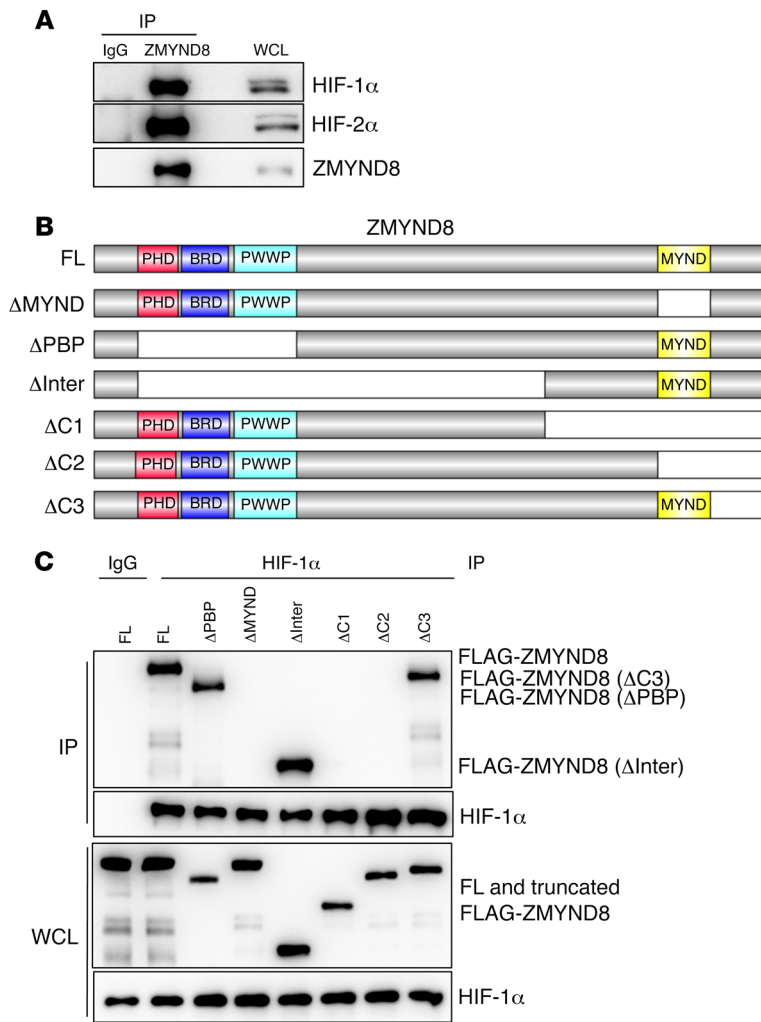 A
IP
IgG ZMYND8 WCL
HIF-1α
HIF-2α
ZMYND8
B
ZMYND8
FL PHD BRD PWWP MYND
ΔMYND PHD BRD PWWP
ΔPBP MYND
ΔInter MYND
ΔC1 PHD BRD PWWP
ΔC2 PHD BRD PWWP
ΔC3 PHD BRD PWWP MYND
C
IgG HIF-1α IP
FL FL ΔPBP ΔMYND ΔInter ΔC1 ΔC2 ΔC3
IP
FLAG-ZMYND8
FLAG-ZMYND8 (ΔC3)
FLAG-ZMYND8 (ΔPBP)
FLAG-ZMYND8 (ΔInter)
HIF-1α
WCL
FL and truncated
FLAG-ZMYND8
HIF-1α